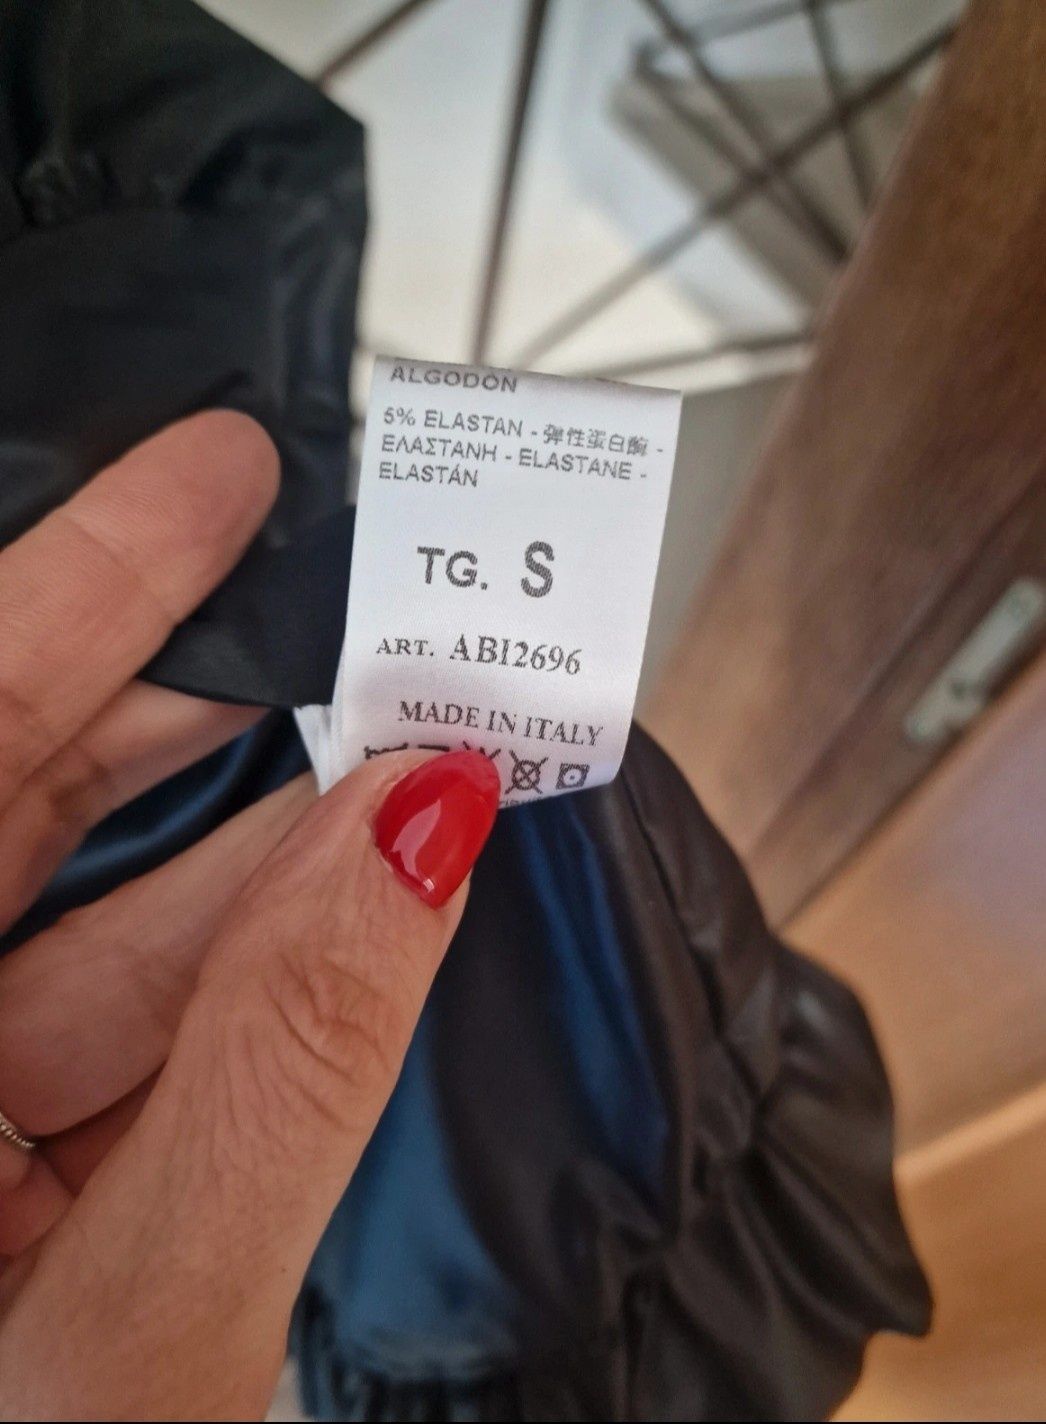 ALGODÓN
5% ELASTAN - 弹性蛋白酶 -
ΕΛΑΣΤΑΝΗ - ELASTANE -
ELASTÁN
TG. S
ART. ABI2696
MADE IN ITALY